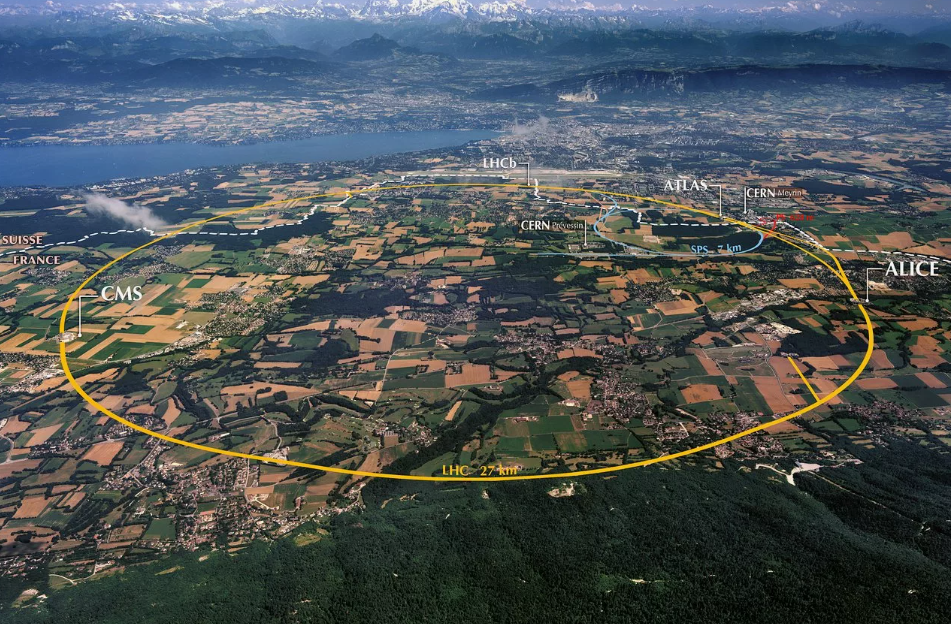 LHCb
ATLAS
CERN Meyrin
CERN Prévessin
SUISSE
FRANCE
SPS 7 km
ALICE
CMS
LHC 27 km